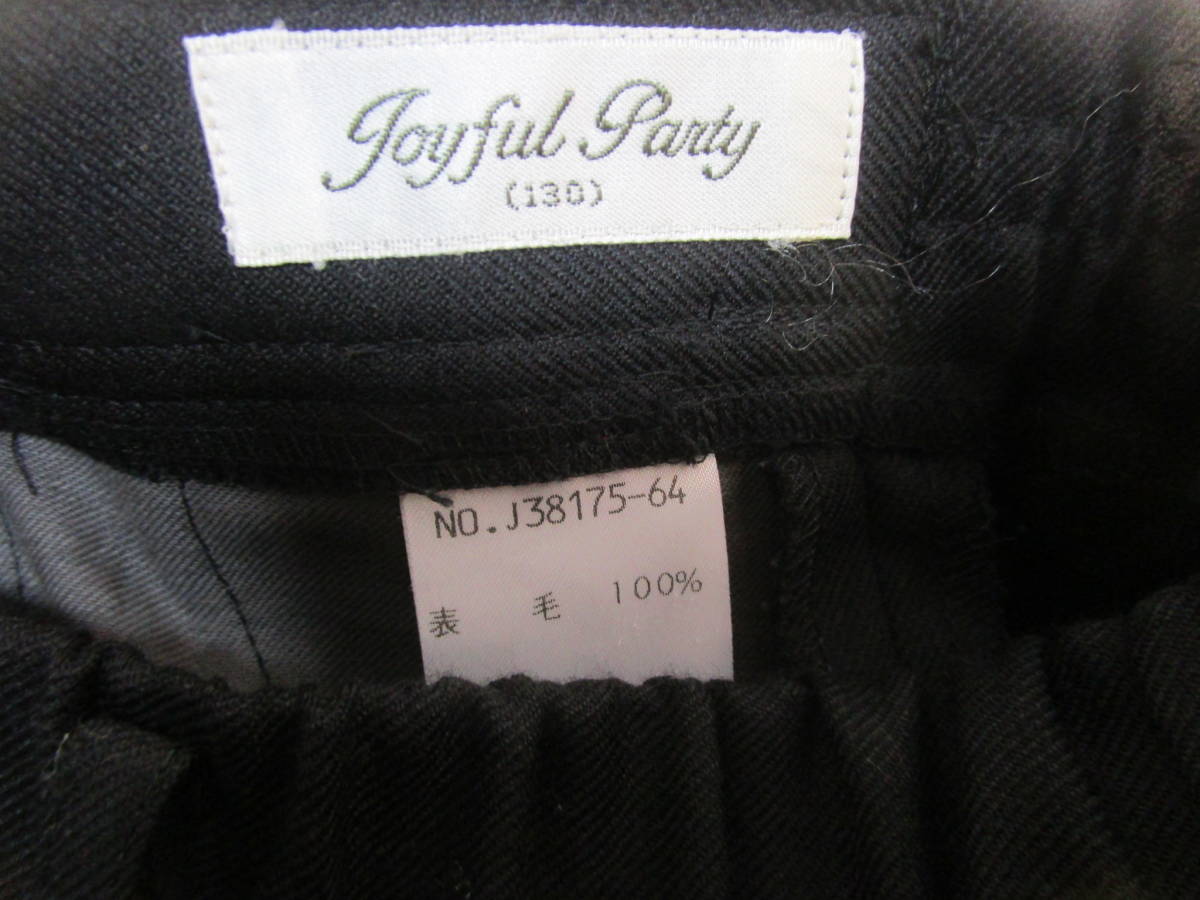 Joyful Party
(130)
NO.J38175-64
表 毛 100%